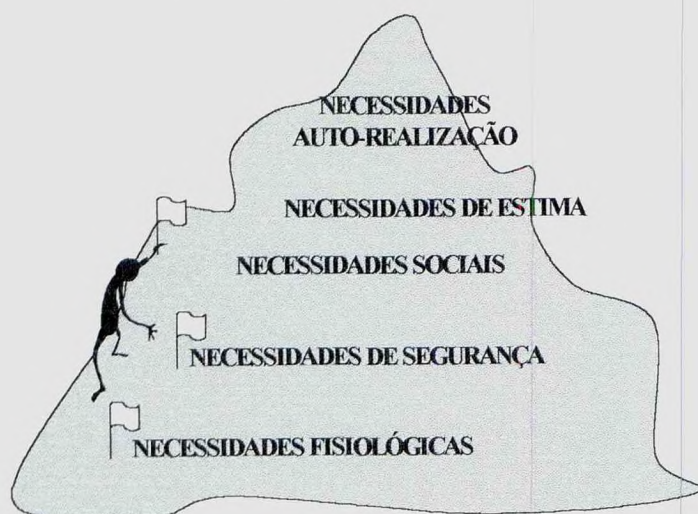 NECESSIDADES
AUTO-REALIZAÇÃO
NECESSIDADES DE ESTIMA
NECESSIDADES SOCIAIS
NECESSIDADES DE SEGURANÇA
NECESSIDADES FISIOLÓGICAS